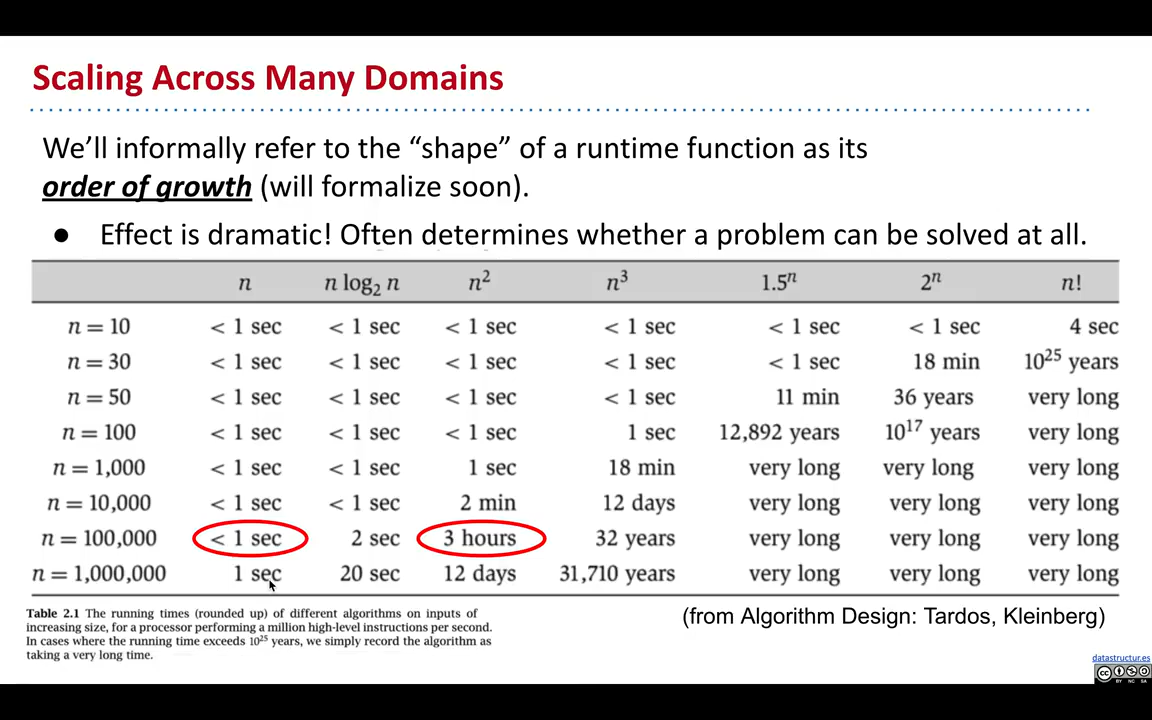 Scaling Across Many Domains
We’ll informally refer to the “shape” of a runtime function as its
order of growth (will formalize soon).
● Effect is dramatic! Often determines whether a problem can be solved at all.
n n log₂ n n² n³ 1.5ⁿ 2ⁿ n!
n = 10 < 1 sec < 1 sec < 1 sec < 1 sec < 1 sec < 1 sec 4 sec
n = 30 < 1 sec < 1 sec < 1 sec < 1 sec < 1 sec 18 min 10²⁵ years
n = 50 < 1 sec < 1 sec < 1 sec < 1 sec 11 min 36 years very long
n = 100 < 1 sec < 1 sec < 1 sec 1 sec 12,892 years 10¹⁷ years very long
n = 1,000 < 1 sec < 1 sec 1 sec 18 min very long very long very long
n = 10,000 < 1 sec < 1 sec 2 min 12 days very long very long very long
n = 100,000 < 1 sec 2 sec 3 hours 32 years very long very long very long
n = 1,000,000 1 sec 20 sec 12 days 31,710 years very long very long very long
Table 2.1 The running times (rounded up) of different algorithms on inputs of
increasing size, for a processor performing a million high-level instructions per second.
In cases where the running time exceeds 10²⁵ years, we simply record the algorithm as
taking a very long time.
(from Algorithm Design: Tardos, Kleinberg)
datastructur.es
BY NC SA